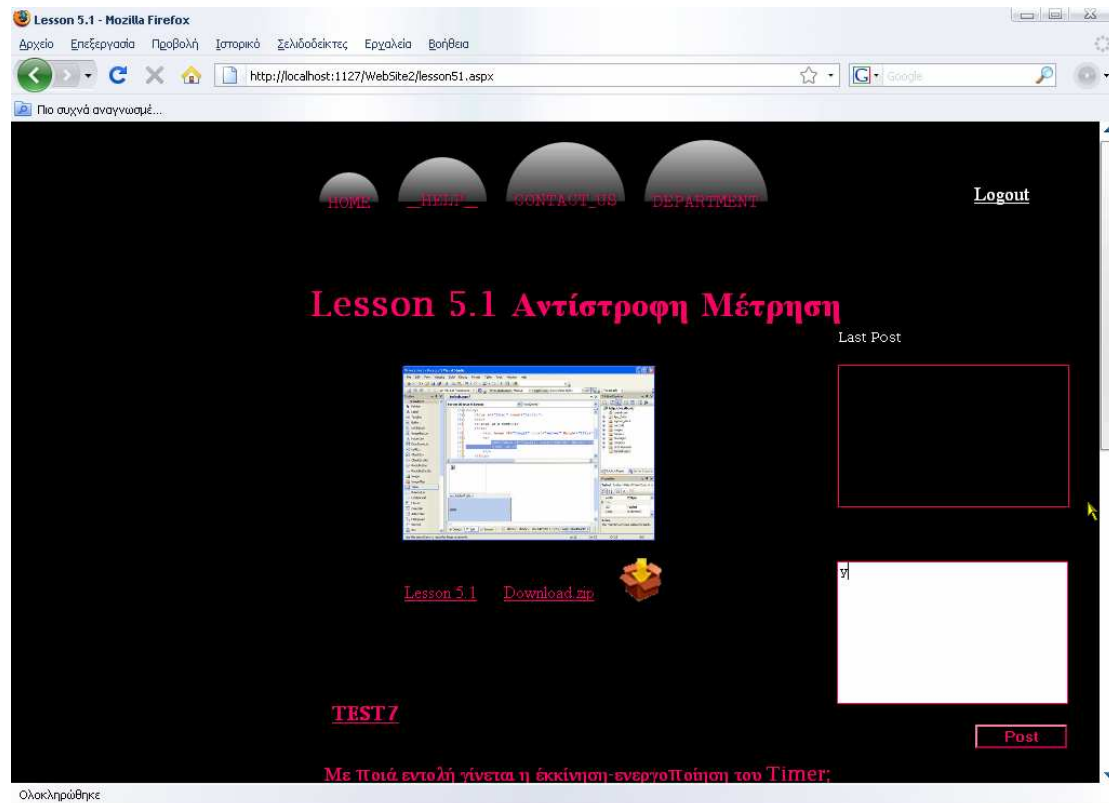 Lesson 5.1 - Mozilla Firefox
Αρχείο Επεξεργασία Προβολή Ιστορικό Σελιδοδείκτες Εργαλεία Βοήθεια
http://localhost:1127/WebSite2/lesson51.aspx
Google
Πιο συχνά αναγνωσμέ...
HOME _HELP_ CONTACT_US DEPARTMENT
Logout
Lesson 5.1 Αντίστροφη Μέτρηση
Last Post
y
Lesson 5.1 Download.zip
TEST7
Post
Με ποιά εντολή γίνεται η έκκίνηση-ενεργοποίηση του Timer;
Ολοκληρώθηκε